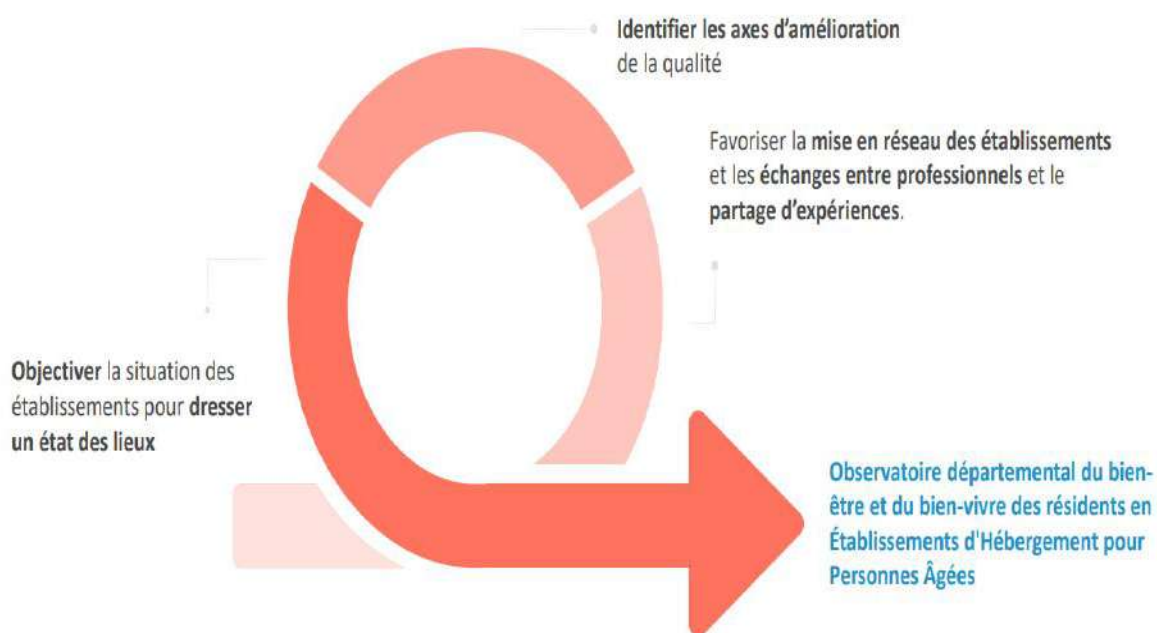 Identifier les axes d'amélioration
de la qualité
Favoriser la mise en réseau des établissements
et les échanges entre professionnels et le
partage d'expériences.
Objectiver la situation des
établissements pour dresser
un état des lieux
Observatoire départemental du bien-
être et du bien-vivre des résidents en
Établissements d'Hébergement pour
Personnes Âgées